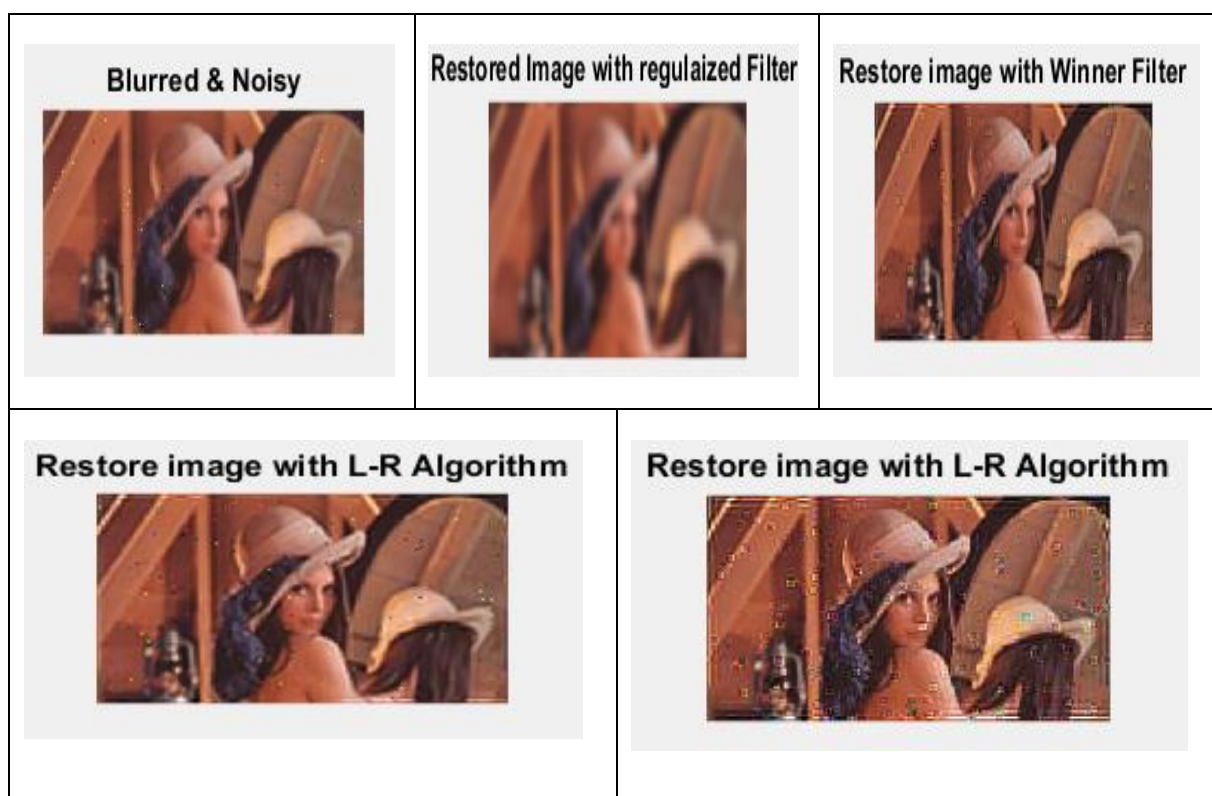 Blurred & Noisy
Restored Image with regulaized Filter
Restore image with Winner Filter
Restore image with L-R Algorithm
Restore image with L-R Algorithm